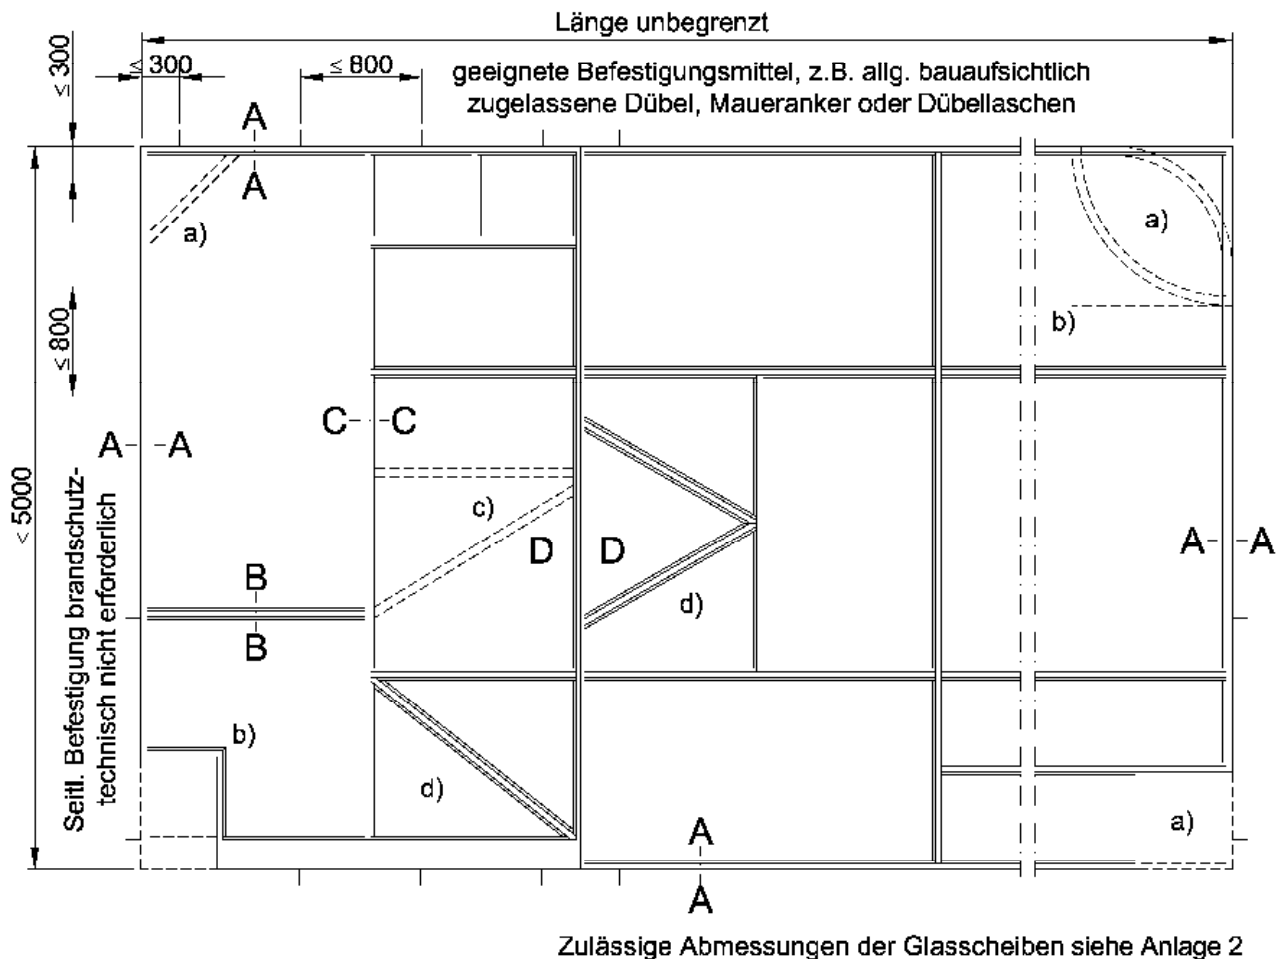 Länge unbegrenzt
≤ 300
≤ 300
≤ 800
geeignete Befestigungsmittel, z.B. allg. bauaufsichtlich
zugelassene Dübel, Maueranker oder Dübellaschen
A
A
a)
a)
b)
≤ 800
C
C
A
A
c)
< 5000
D
D
A
A
Seitl. Befestigung brandschutz-
technisch nicht erforderlich
B
B
d)
b)
d)
a)
A
A
Zulässige Abmessungen der Glasscheiben siehe Anlage 2